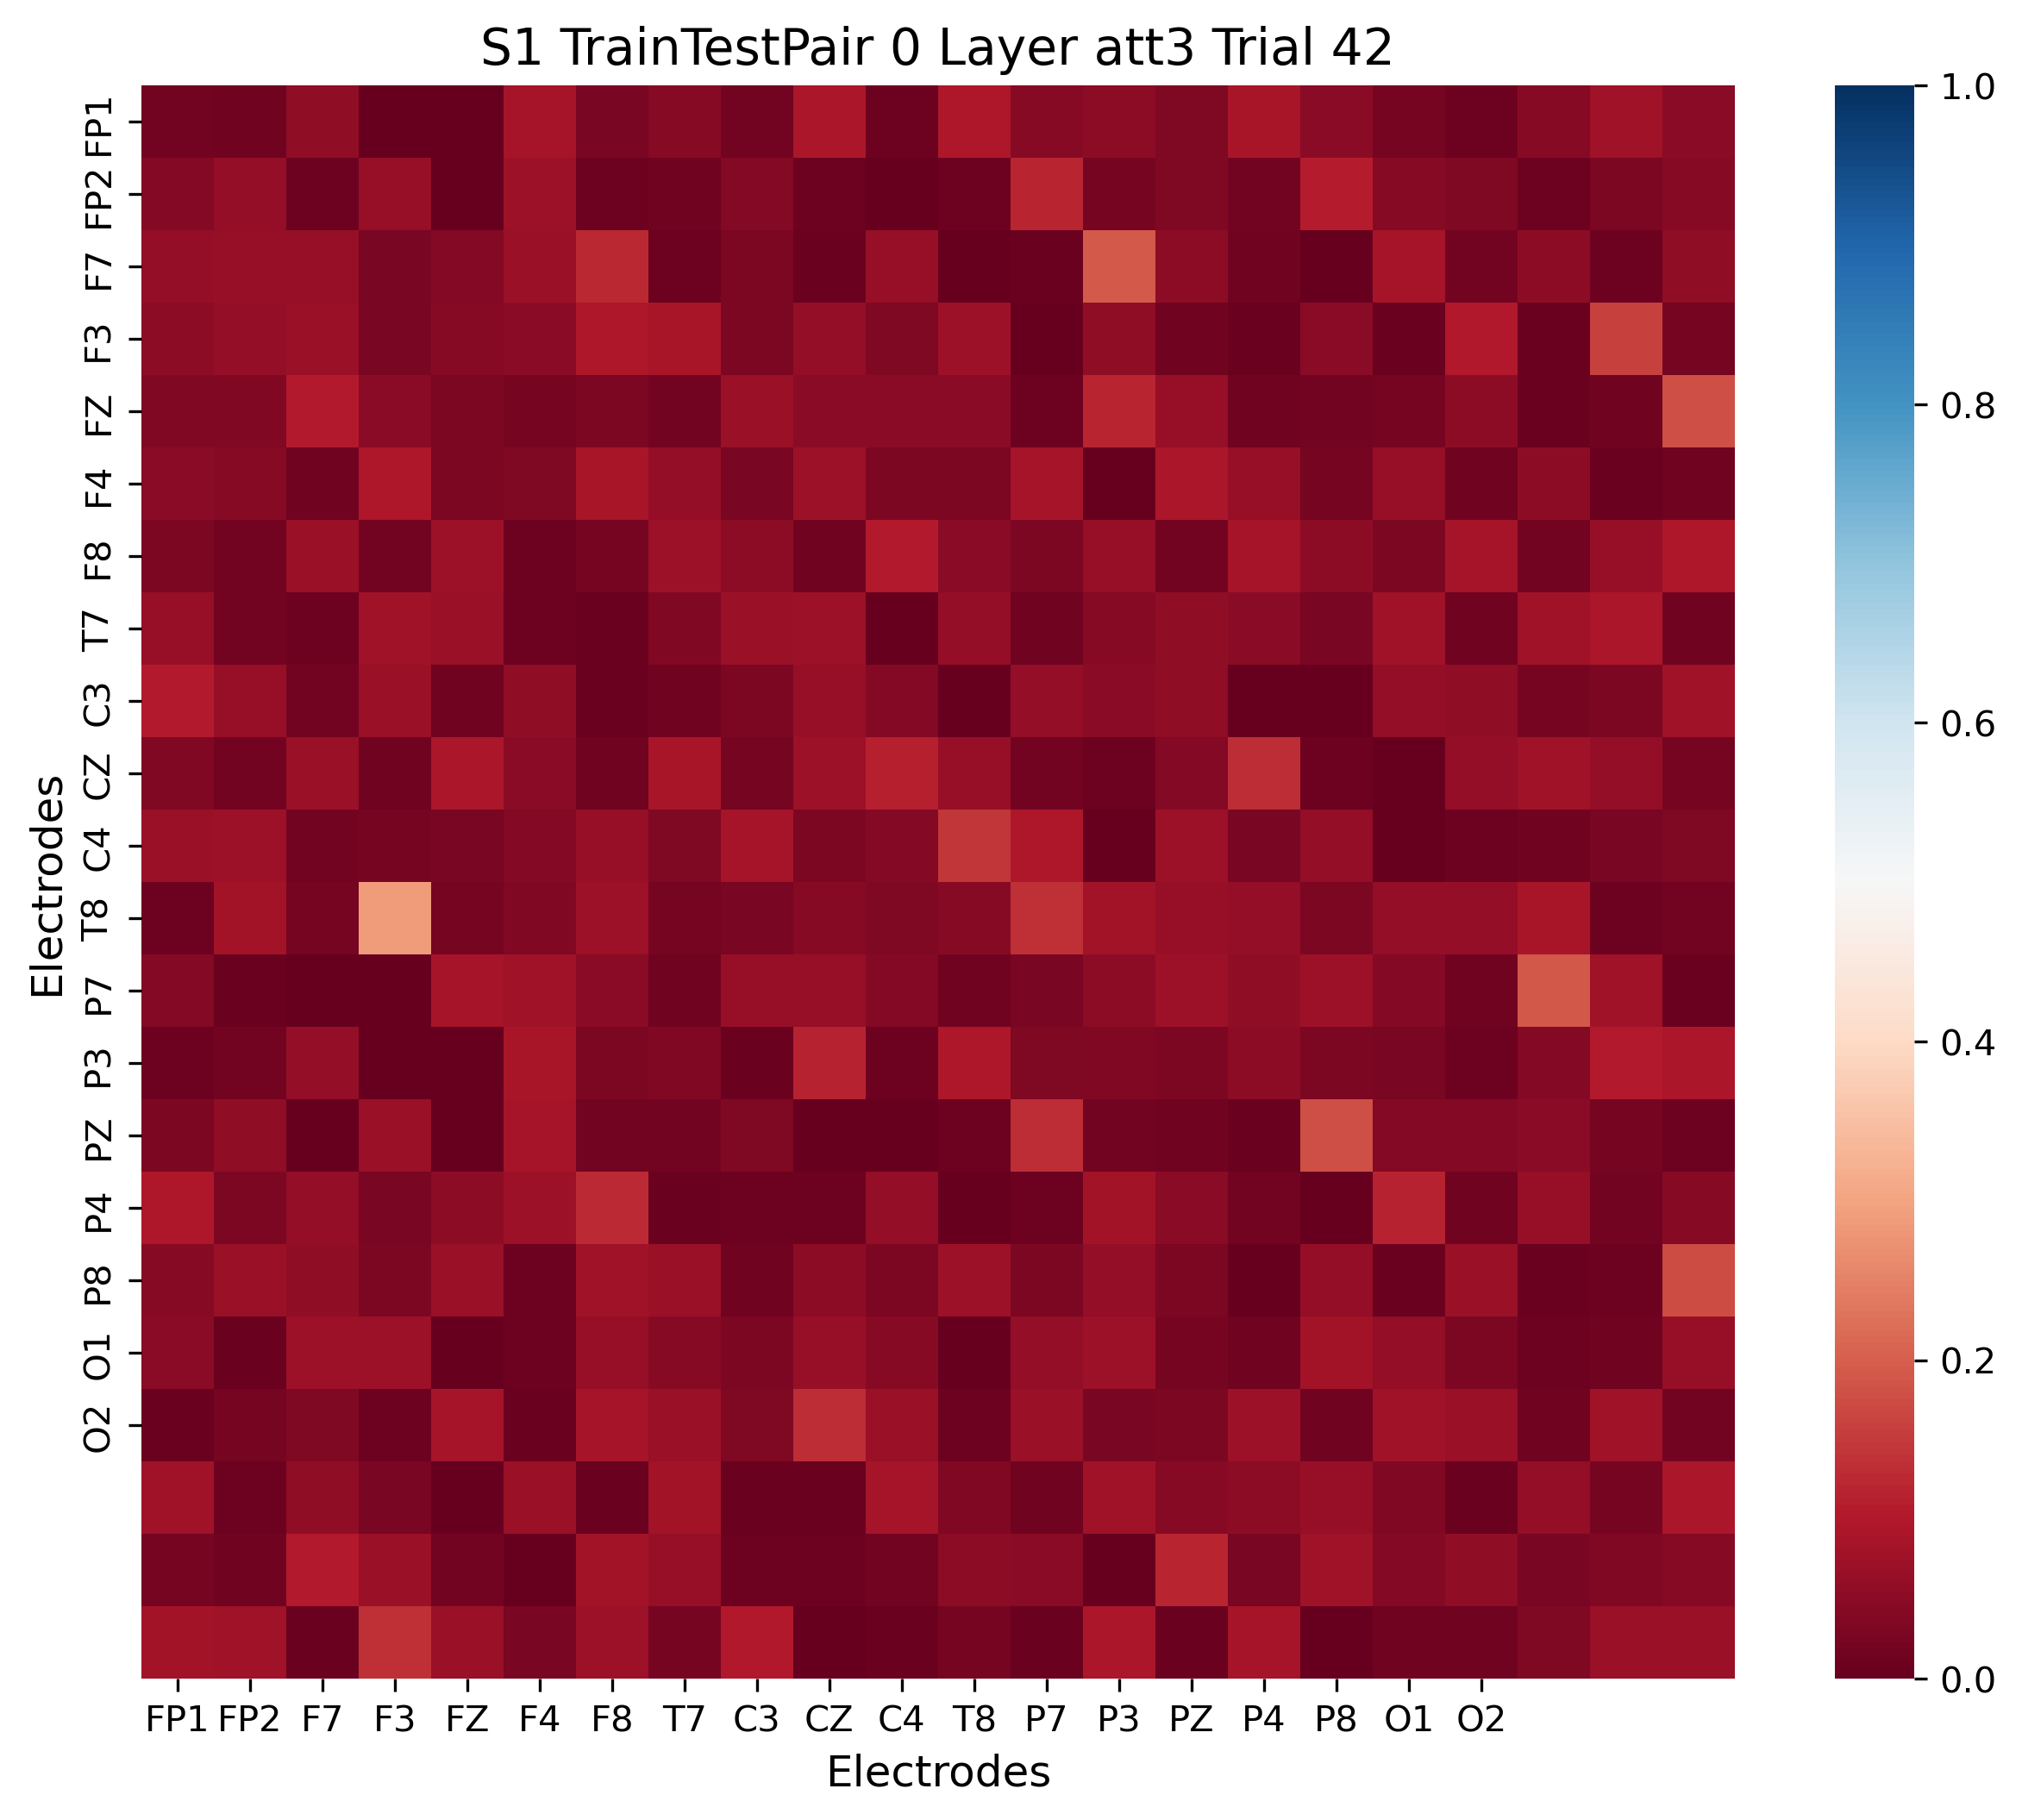 S1 TrainTestPair 0 Layer att3 Trial 42
Electrodes
FP1
FP2
F7
F3
FZ
F4
F8
T7
C3
CZ
C4
T8
P7
P3
PZ
P4
P8
O1
O2
FP1 FP2 F7 F3 FZ F4 F8 T7 C3 CZ C4 T8 P7 P3 PZ P4 P8 O1 O2
Electrodes
1.0
0.8
0.6
0.4
0.2
0.0